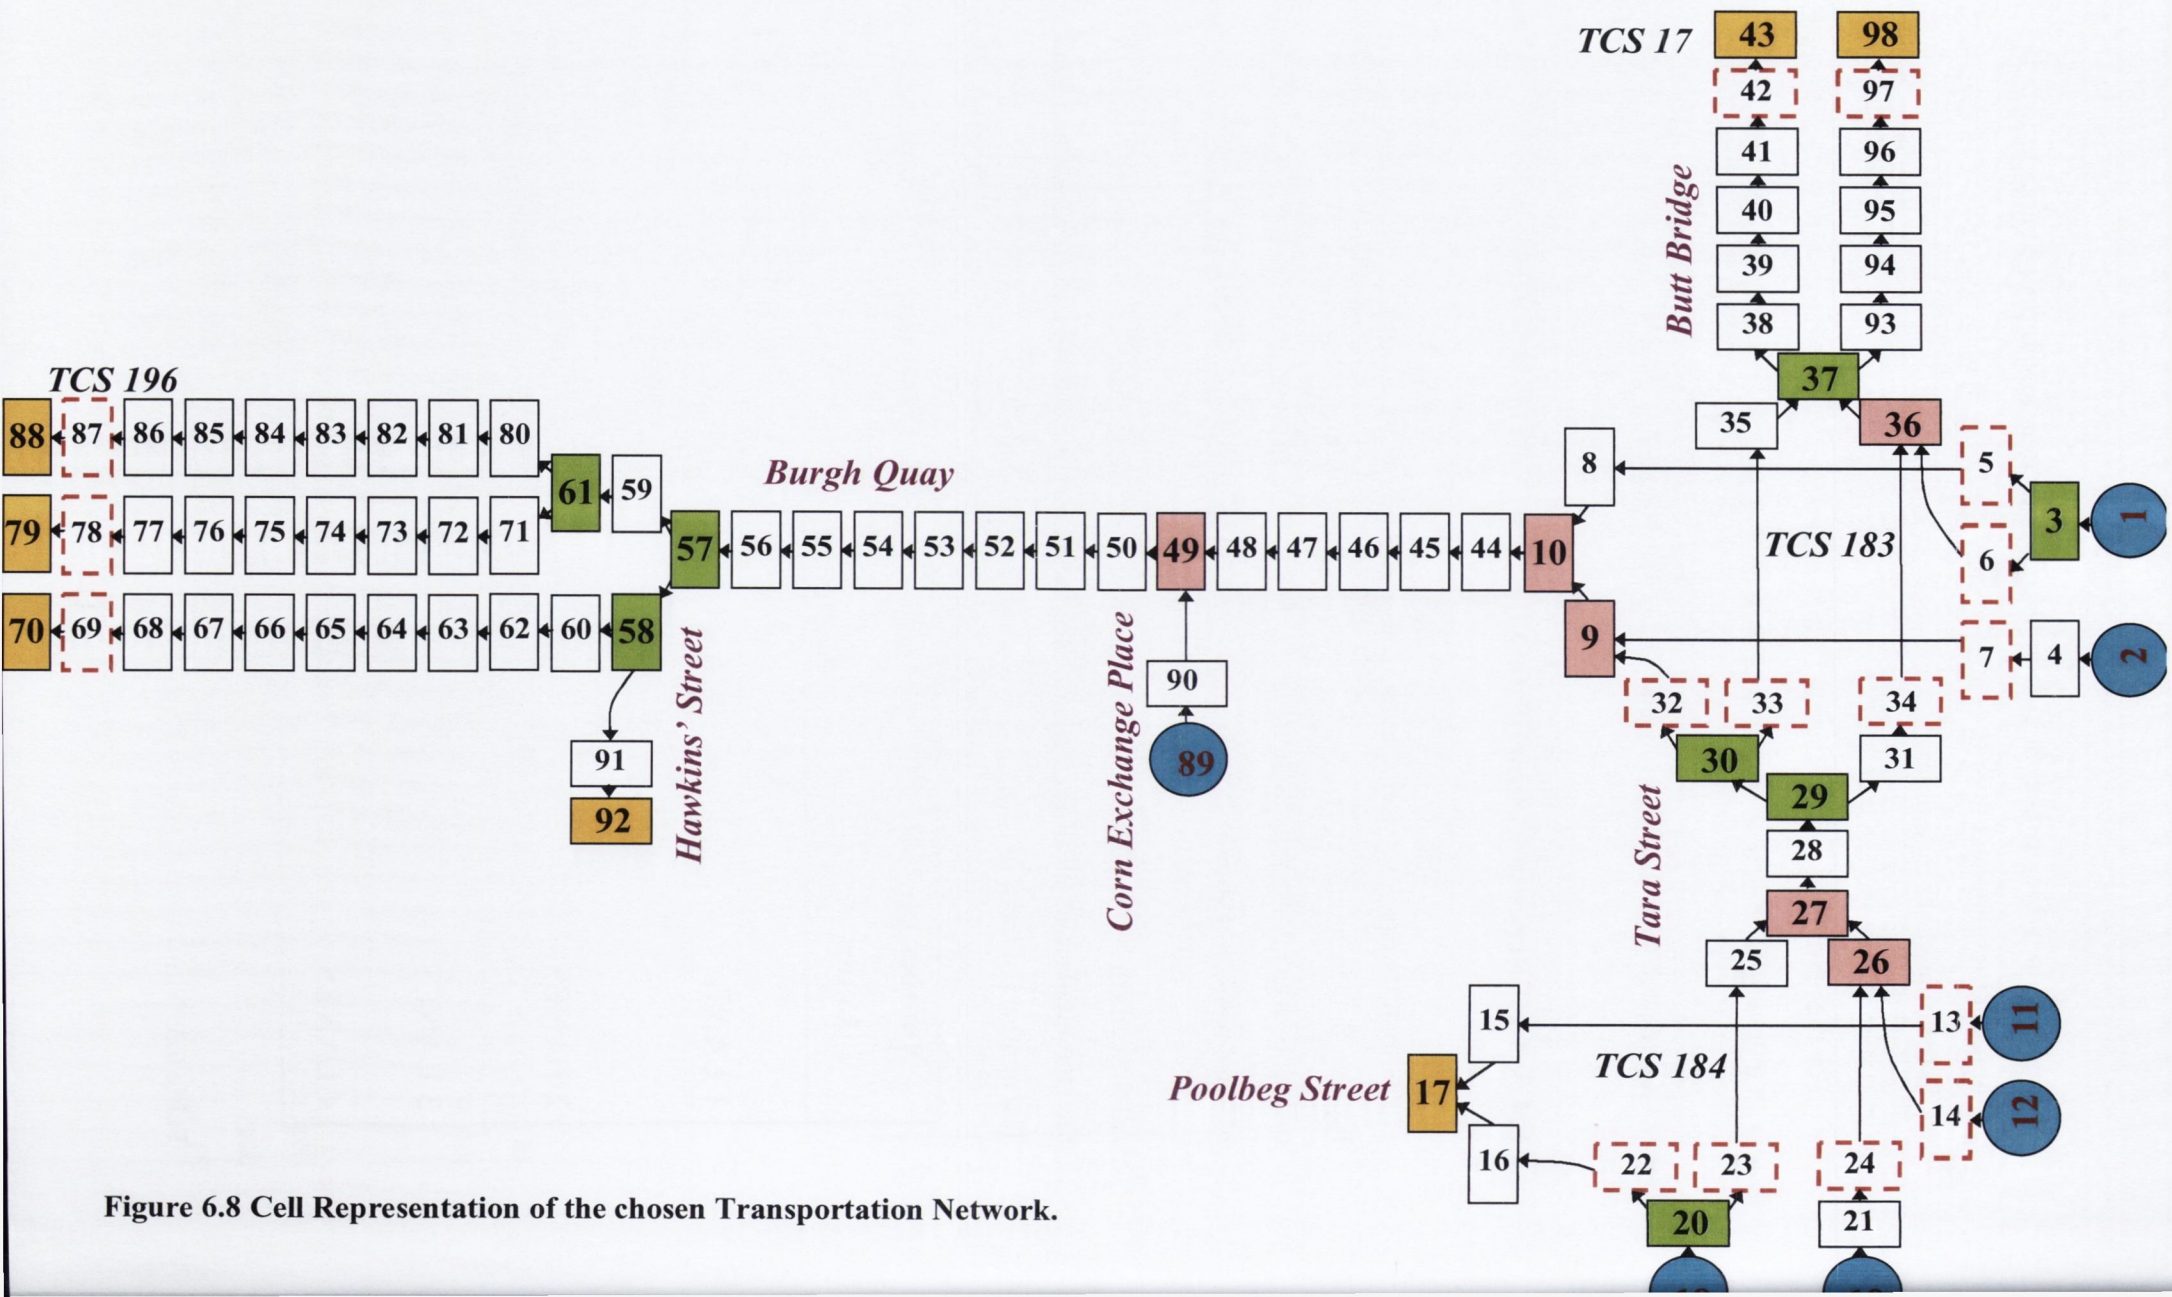 TCS 17
43 98
42 97
41 96
40 95
39 94
38 93
Butt Bridge
37
35 36
TCS 196
88 87 86 85 84 83 82 81 80
61 59
79 78 77 76 75 74 73 72 71
70 69 68 67 66 65 64 63 62 60 58
91
92
Hawkins' Street
Burgh Quay
57 56 55 54 53 52 51 50 49 48 47 46 45 44 10
90
89
Corn Exchange Place
8
9
TCS 183
5
6
3 1
7 4 2
32 33 34
30 31
29
28
27
25 26
Tara Street
15
13 11
TCS 184
Poolbeg Street
17
14 12
16
22 23 24
20 21
Figure 6.8 Cell Representation of the chosen Transportation Network.